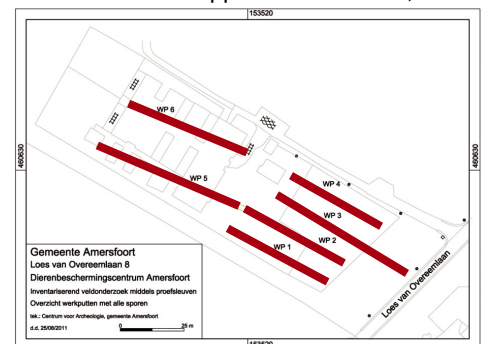 153520
460630
460630
WP 6
WP 5
WP 4
WP 3
WP 2
WP 1
Loes van Overeemlaan
Gemeente Amersfoort
Loes van Overeemlaan 8
Dierenbeschermingscentrum Amersfoort
Inventariserend veldonderzoek middels proefsleuven
Overzicht werkputten met alle sporen
tek.: Centrum voor Archeologie, gemeente Amersfoort
d.d. 25/08/2011
0 25 m
153520